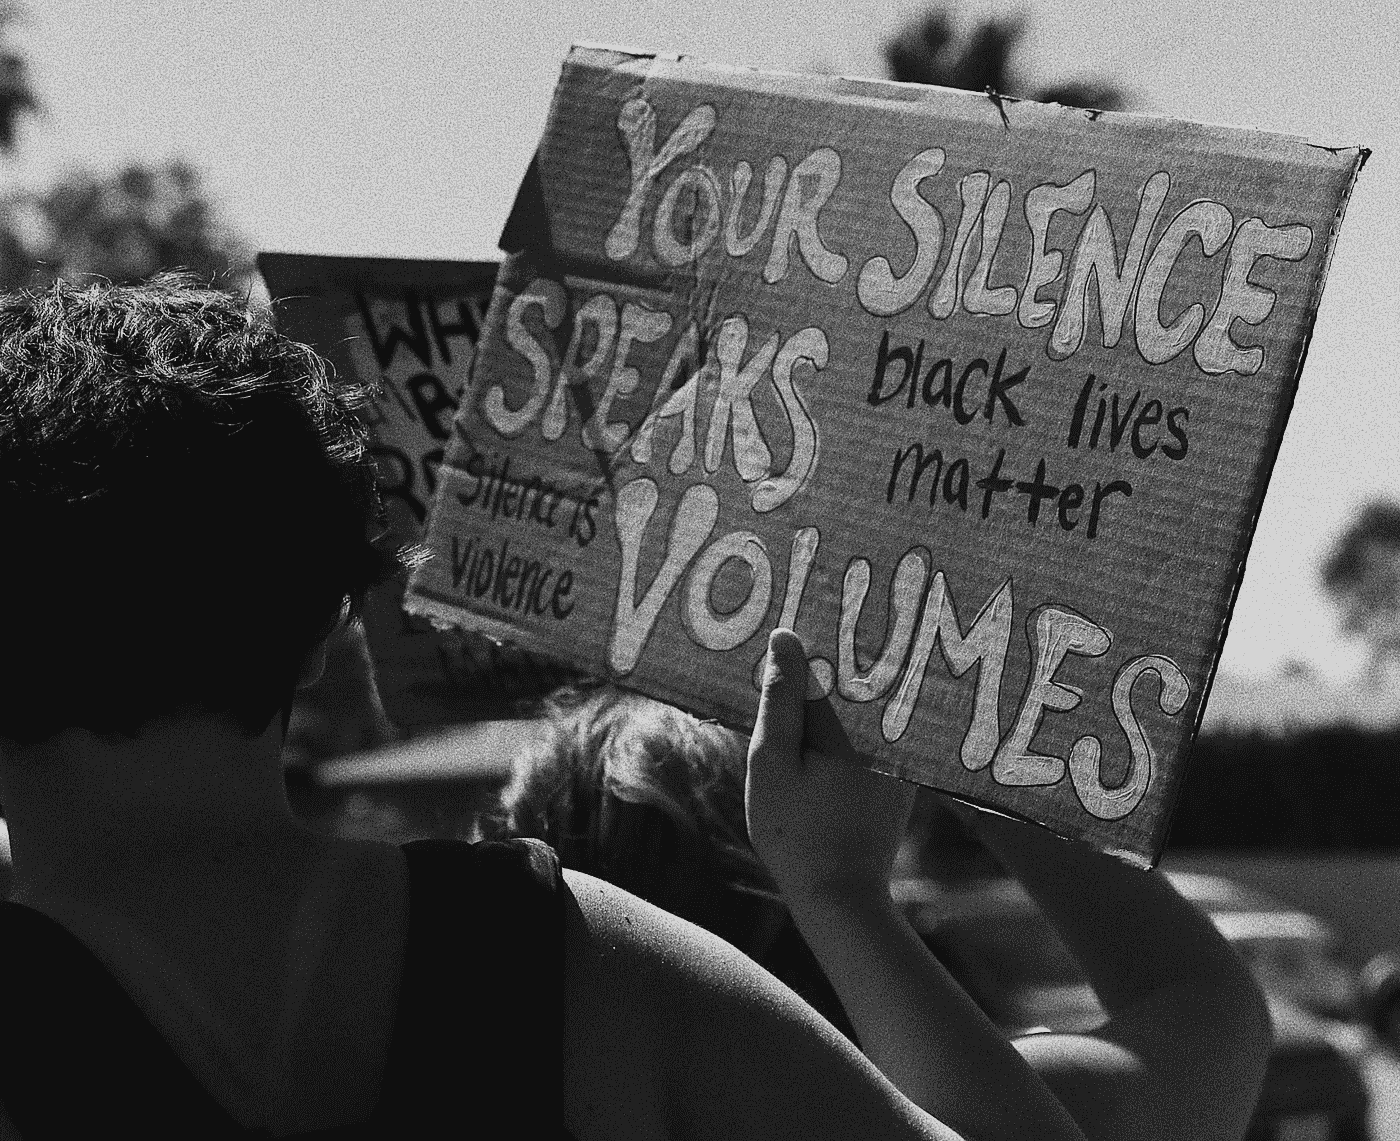 YOUR SILENCE
SPEAKS
black lives
matter
Silence is
violence
VOLUMES